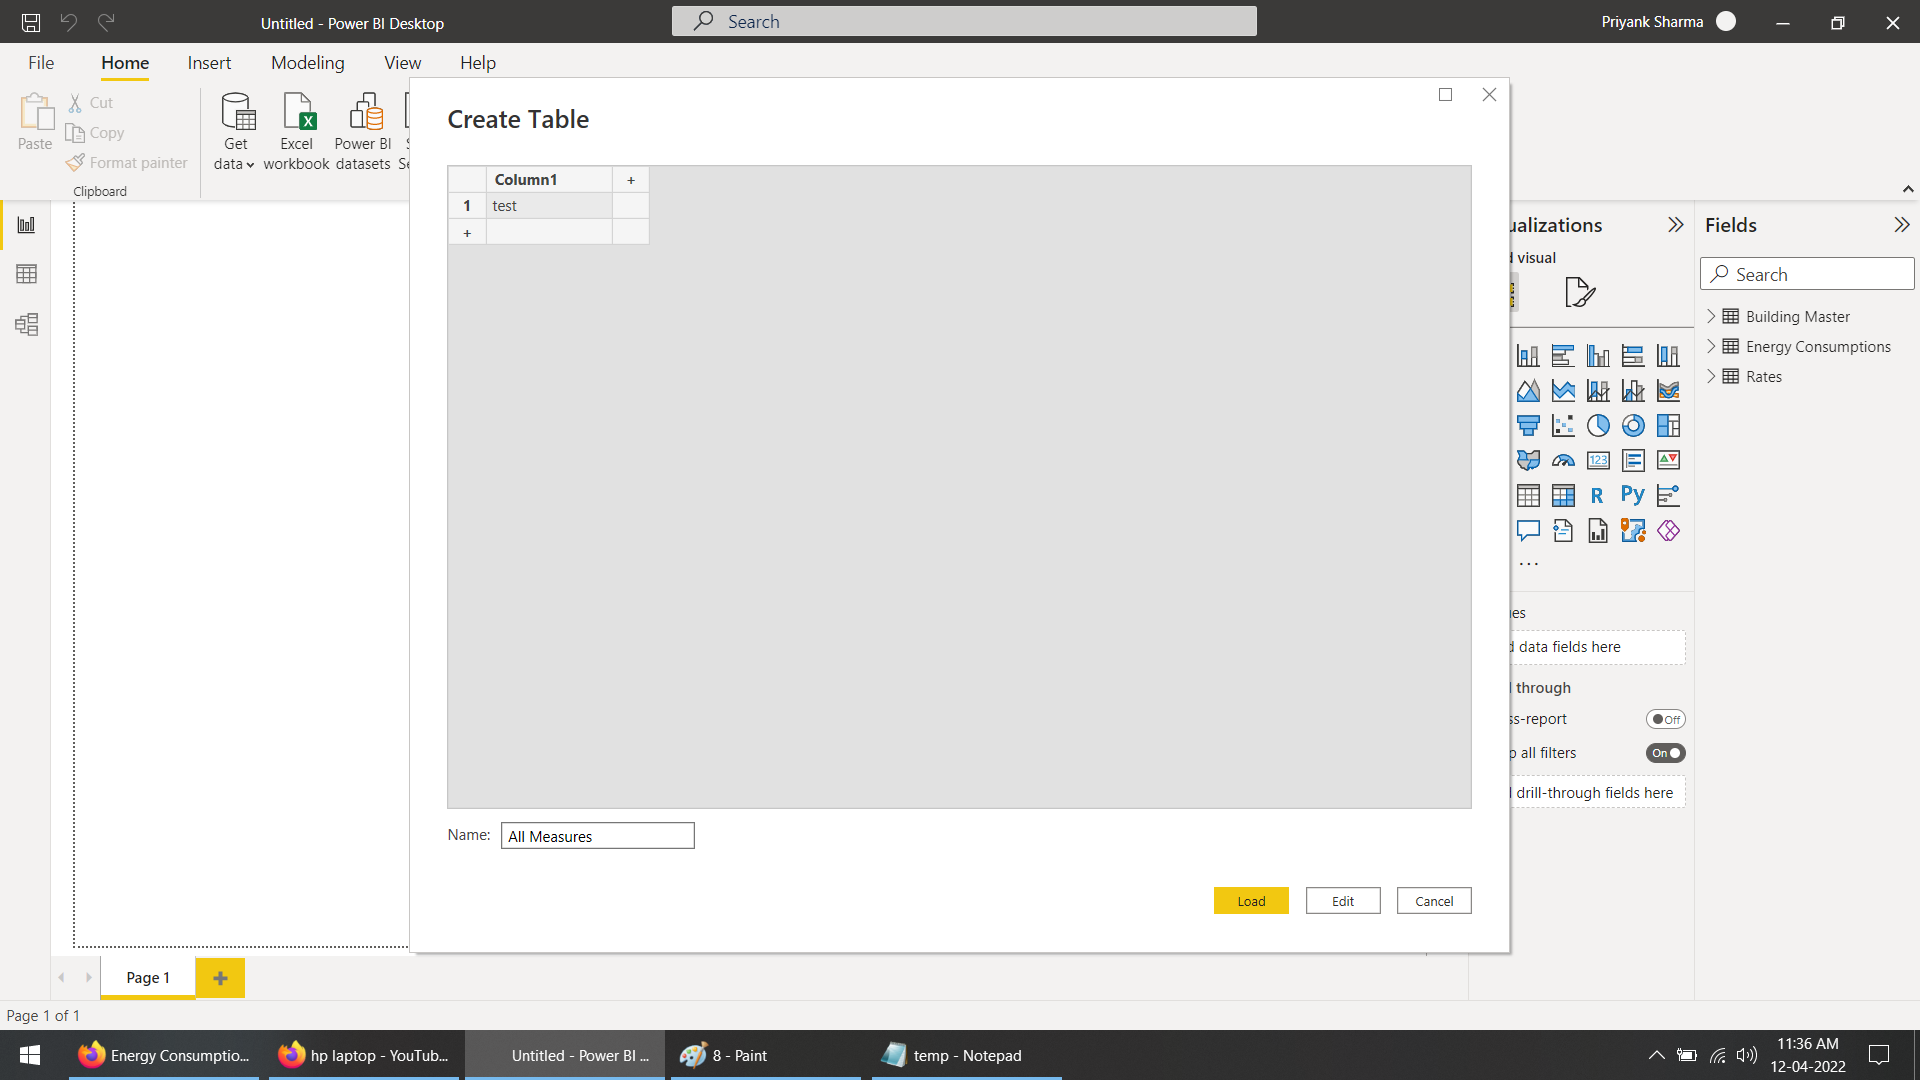 Untitled - Power BI Desktop
Search
Priyank Sharma
File
Home
Insert
Modeling
View
Help
Paste
Cut
Copy
Format painter
Clipboard
Get data
Excel workbook
Power BI datasets
Create Table
Column1
+
1
test
+
Name:
All Measures
Load
Edit
Cancel
ualizations
d visual
123
R
Py
...
es
d data fields here
l through
ss-report
Off
p all filters
On
l drill-through fields here
Fields
Search
Building Master
Energy Consumptions
Rates
Page 1
+
Page 1 of 1
Energy Consumptio...
hp laptop - YouTub...
Untitled - Power BI ...
8 - Paint
temp - Notepad
11:36 AM
12-04-2022